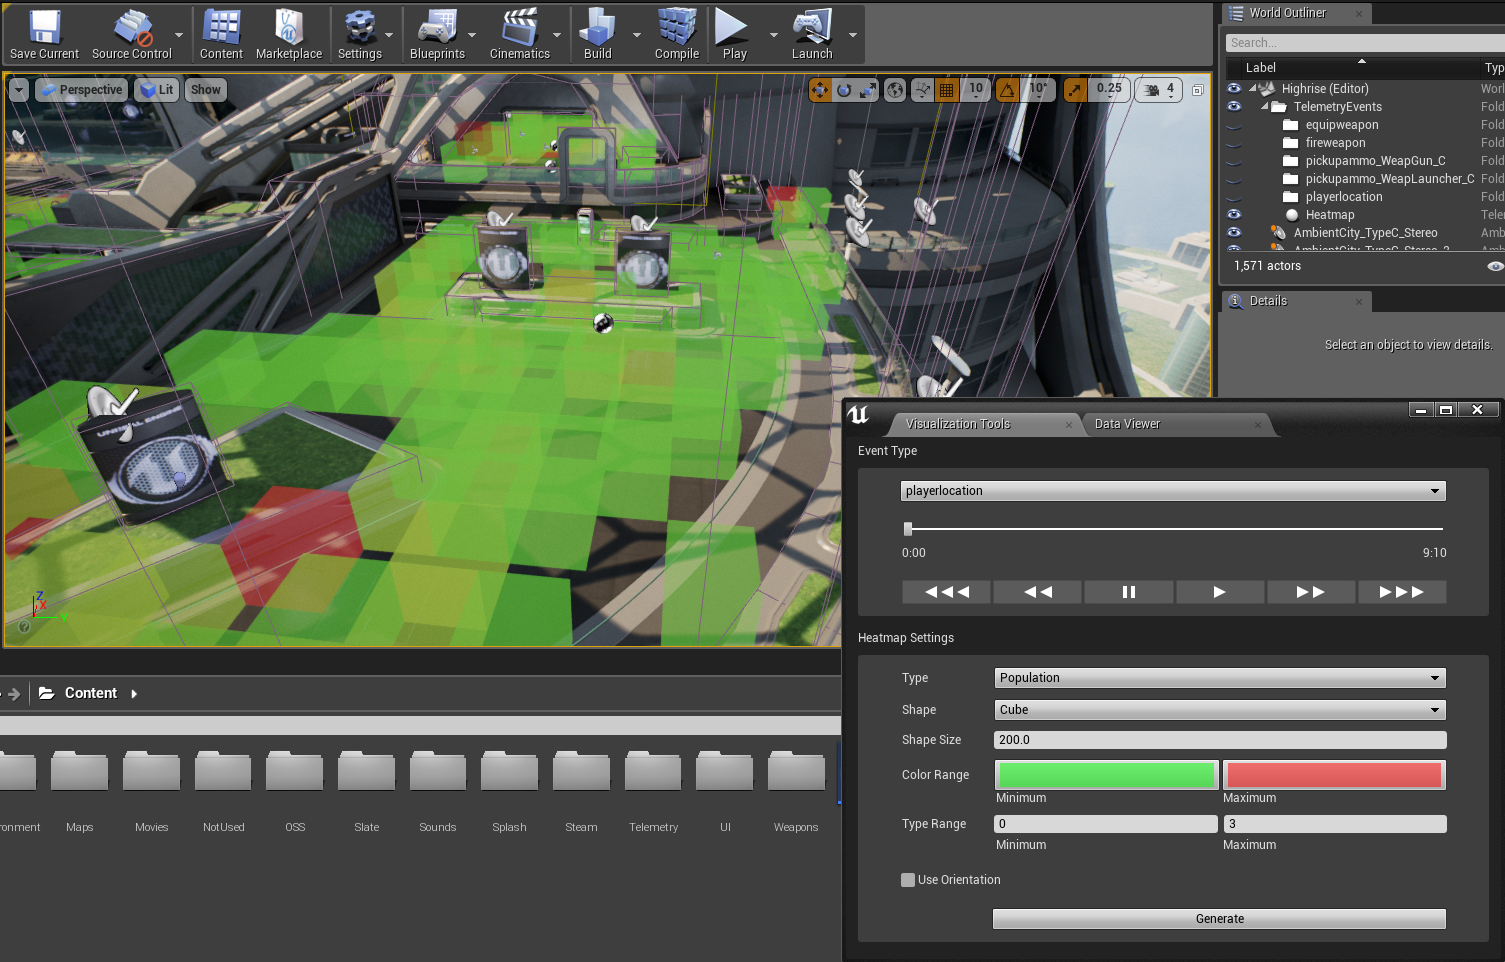 Save Current
Source Control
Content
Marketplace
Settings
Blueprints
Cinematics
Build
Compile
Play
Launch
World Outliner
Search...
Label
Typ
Perspective
Lit
Show
10
10°
0.25
4
Highrise (Editor)
Worl
TelemetryEvents
Fold
equipweapon
Fold
fireweapon
Fold
pickupammo_WeapGun_C
Fold
pickupammo_WeapLauncher_C
Fold
playerlocation
Fold
Heatmap
Teler
AmbientCity_TypeC_Stereo
Amb
AmbientCity_TypeC_Stereo_2
Amb
1,571 actors
Details
Select an object to view details.
Visualization Tools
Data Viewer
Event Type
playerlocation
0:00
9:10
Heatmap Settings
Type
Population
Shape
Cube
Shape Size
200.0
Color Range
Minimum
Maximum
Type Range
0
3
Minimum
Maximum
Use Orientation
Generate
UNREAL ENGINE
Z
X
Y
Content
ronment
Maps
Movies
NotUsed
OSS
Slate
Sounds
Splash
Steam
Telemetry
UI
Weapons